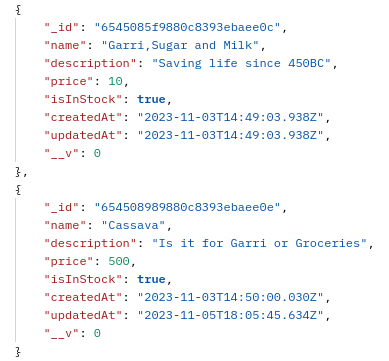 {
"_id": "6545085f9880c8393ebaee0c",
"name": "Garri,Sugar and Milk",
"description": "Saving life since 450BC",
"price": 10,
"isInStock": true,
"createdAt": "2023-11-03T14:49:03.938Z",
"updatedAt": "2023-11-03T14:49:03.938Z",
"__v": 0
},
{
"_id": "654508989880c8393ebaee0e",
"name": "Cassava",
"description": "Is it for Garri or Groceries",
"price": 500,
"isInStock": true,
"createdAt": "2023-11-03T14:50:00.030Z",
"updatedAt": "2023-11-05T18:05:45.634Z",
"__v": 0
}